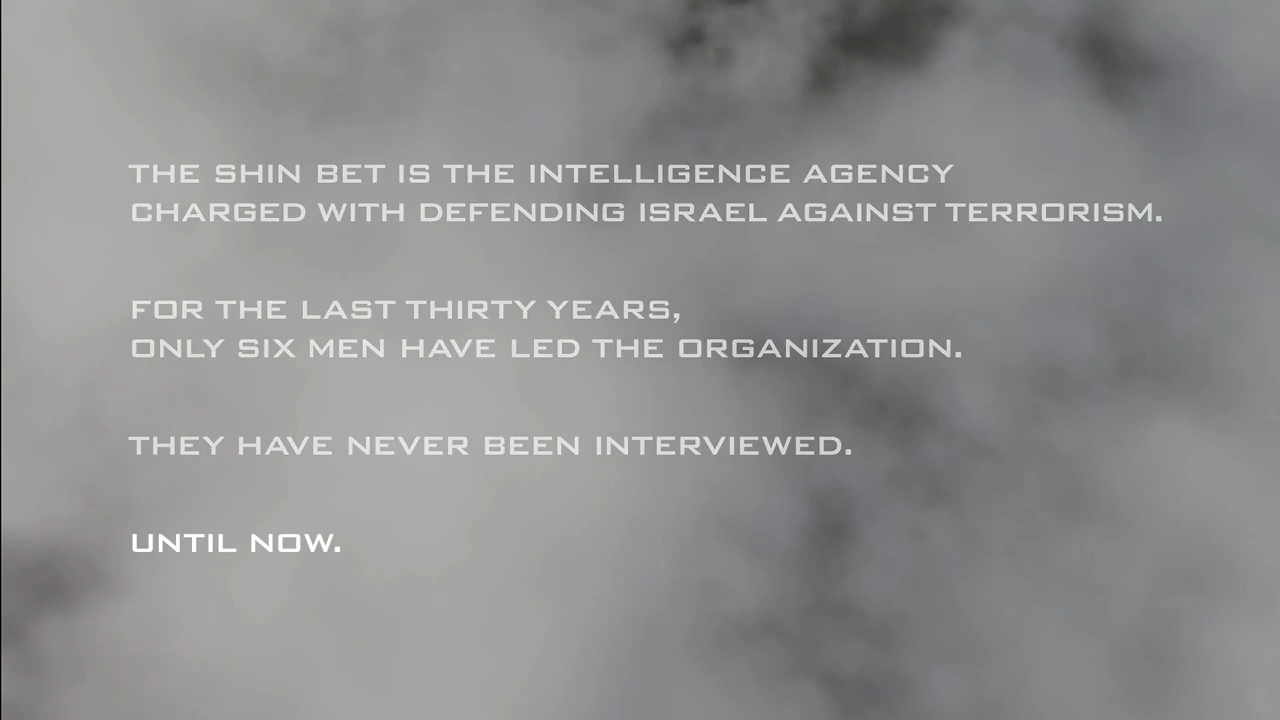 THE SHIN BET IS THE INTELLIGENCE AGENCY
CHARGED WITH DEFENDING ISRAEL AGAINST TERRORISM.
FOR THE LAST THIRTY YEARS,
ONLY SIX MEN HAVE LED THE ORGANIZATION.
THEY HAVE NEVER BEEN INTERVIEWED.
UNTIL NOW.